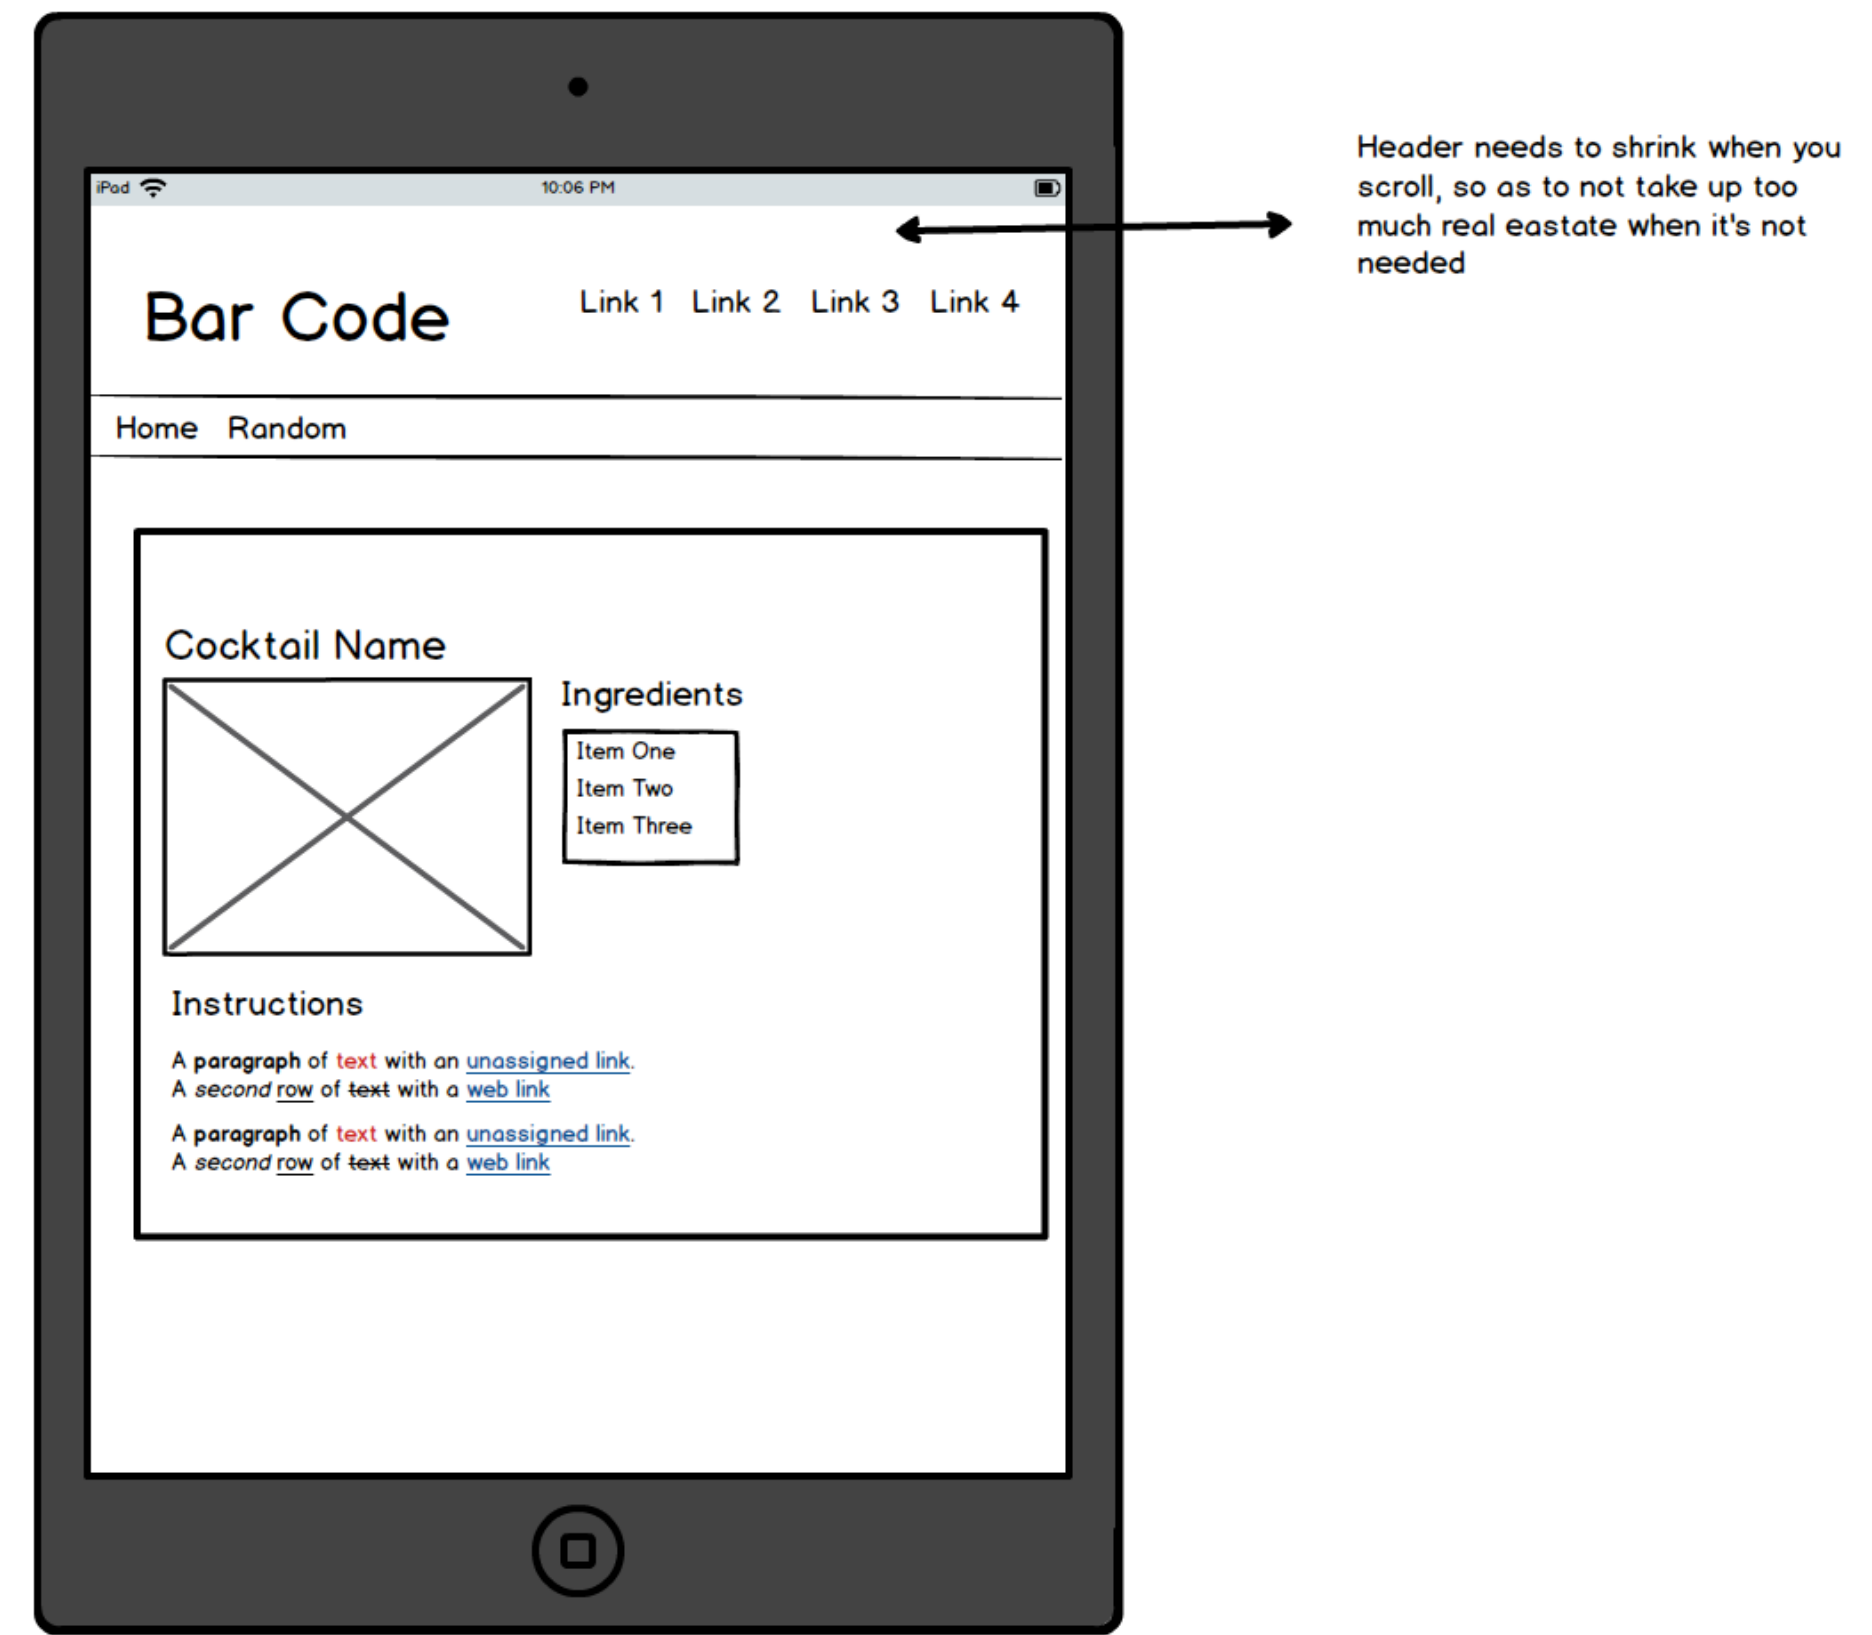 iPad 10:06 PM
Header needs to shrink when you
scroll, so as to not take up too
much real eastate when it's not
needed
Bar Code
Link 1 Link 2 Link 3 Link 4
Home Random
Cocktail Name
Ingredients
Item One
Item Two
Item Three
Instructions
A paragraph of text with an unassigned link.
A second row of text with a web link
A paragraph of text with an unassigned link.
A second row of text with a web link